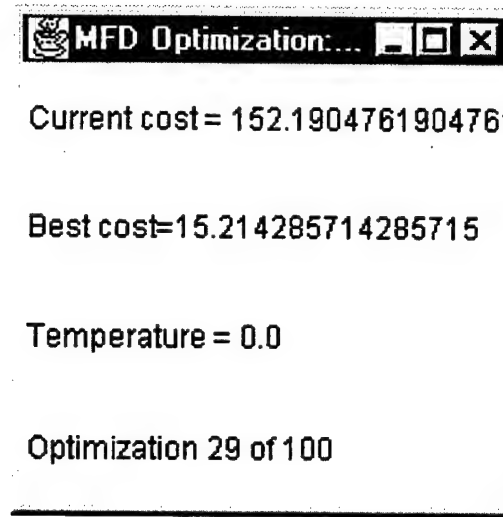 MFD Optimization:...
Current cost = 152.190476190476
Best cost=15.214285714285715
Temperature = 0.0
Optimization 29 of 100